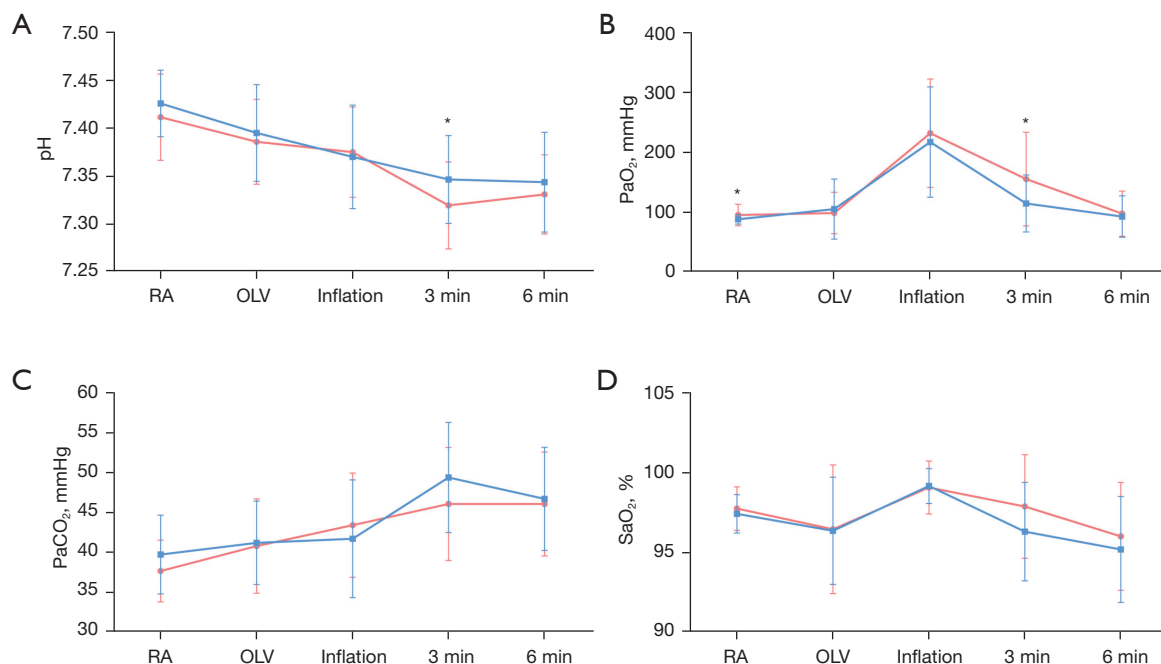 A
7.50
7.45
7.40
7.35
7.30
7.25
pH
*
RA OLV Inflation 3 min 6 min
B
400
300
200
100
0
PaO₂, mmHg
*
*
RA OLV Inflation 3 min 6 min
C
60
55
50
45
40
35
30
PaCO₂, mmHg
RA OLV Inflation 3 min 6 min
D
105
100
95
90
SaO₂, %
RA OLV Inflation 3 min 6 min